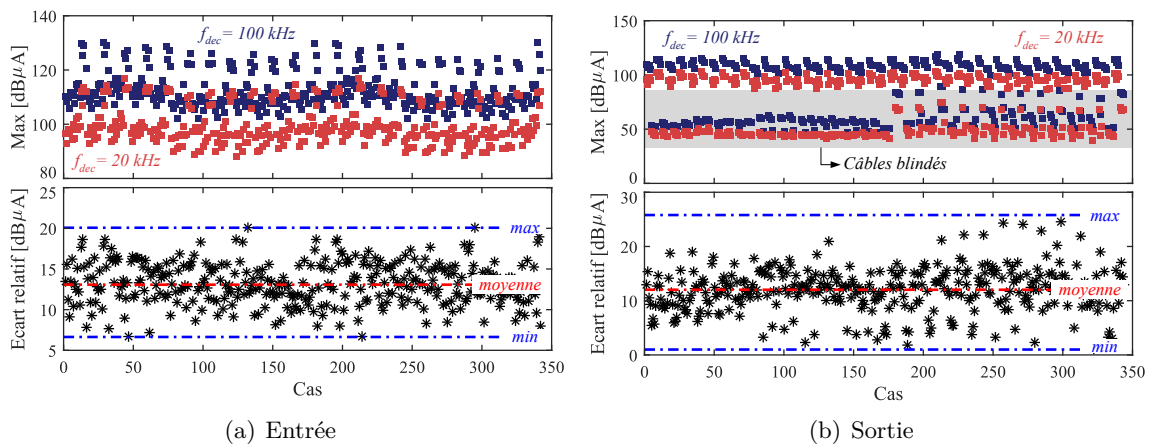 140
120
100
80
Max [dBµA]
f_dec = 100 kHz
f_dec = 20 kHz
25
20
15
10
5
Ecart relatif [dBµA]
max
moyenne
min
0 50 100 150 200 250 300 350
Cas
(a) Entrée
150
100
50
0
Max [dBµA]
f_dec = 100 kHz
f_dec = 20 kHz
Câbles blindés
30
20
10
0
Ecart relatif [dBµA]
max
moyenne
min
0 50 100 150 200 250 300 350
Cas
(b) Sortie